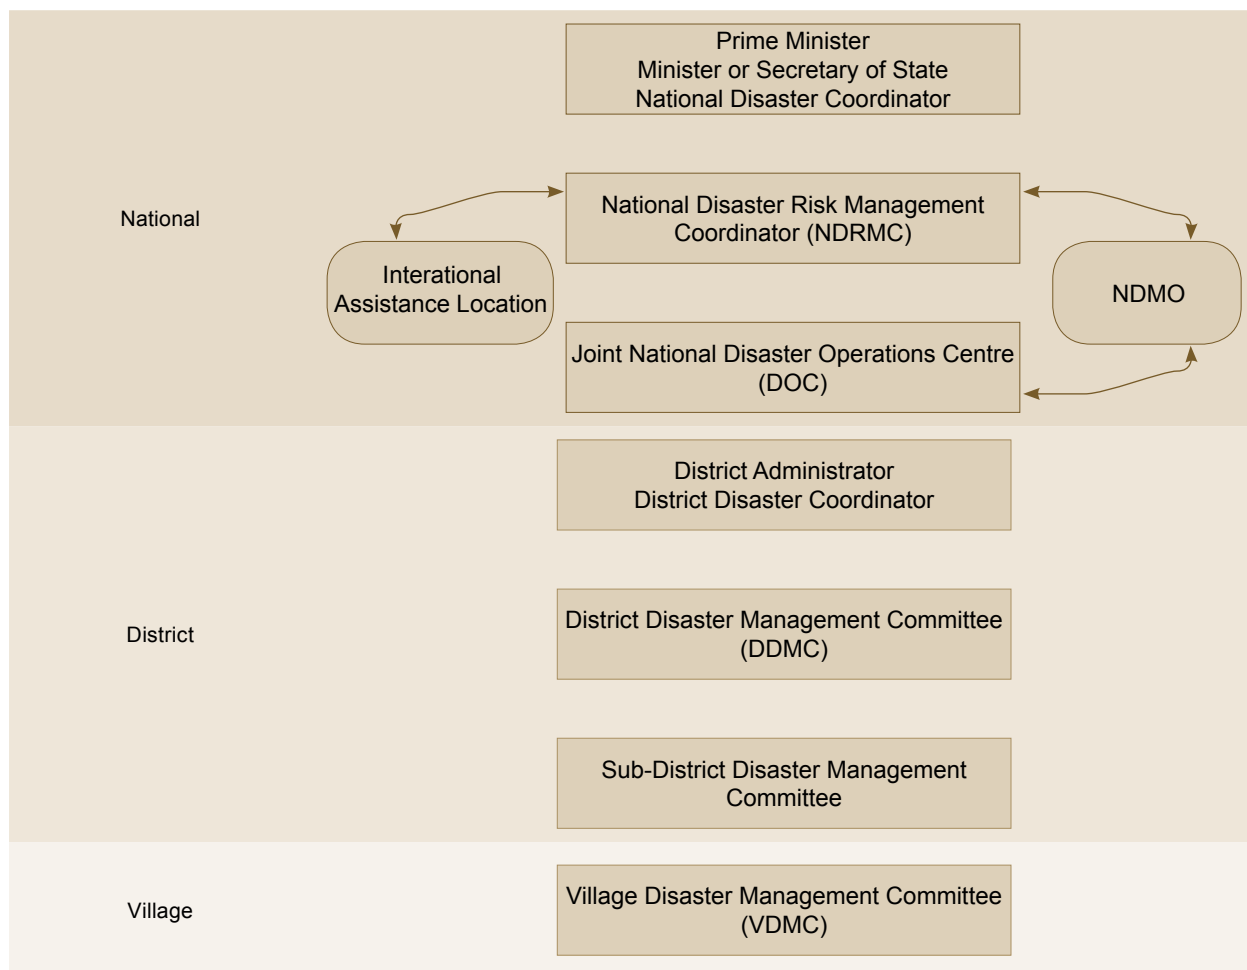 Prime Minister
Minister or Secretary of State
National Disaster Coordinator
National
National Disaster Risk Management
Coordinator (NDRMC)
Interational
Assistance Location
NDMO
Joint National Disaster Operations Centre
(DOC)
District Administrator
District Disaster Coordinator
District
District Disaster Management Committee
(DDMC)
Sub-District Disaster Management
Committee
Village
Village Disaster Management Committee
(VDMC)